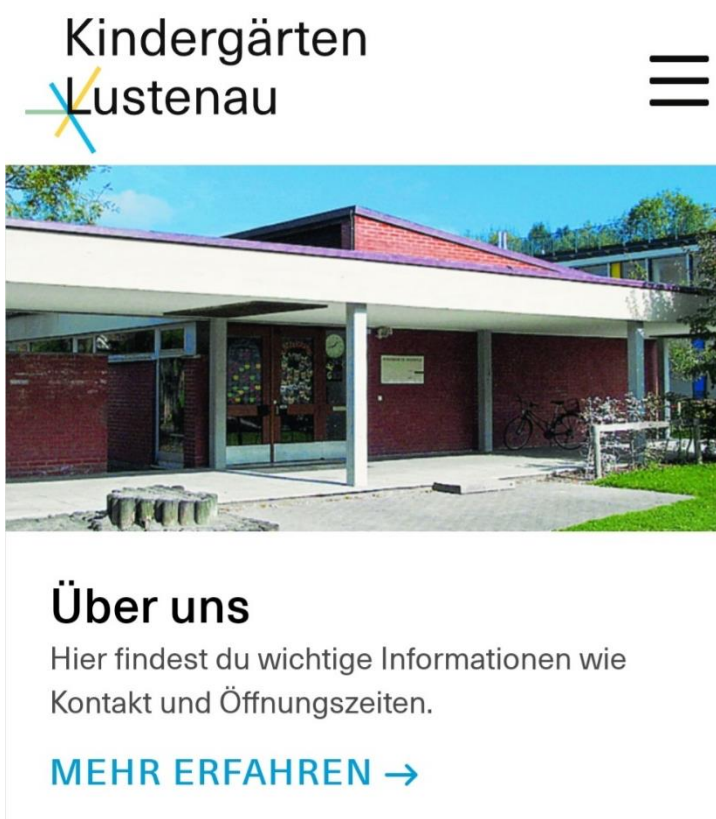 Kindergärten
Lustenau
Über uns
Hier findest du wichtige Informationen wie
Kontakt und Öffnungszeiten.
MEHR ERFAHREN →